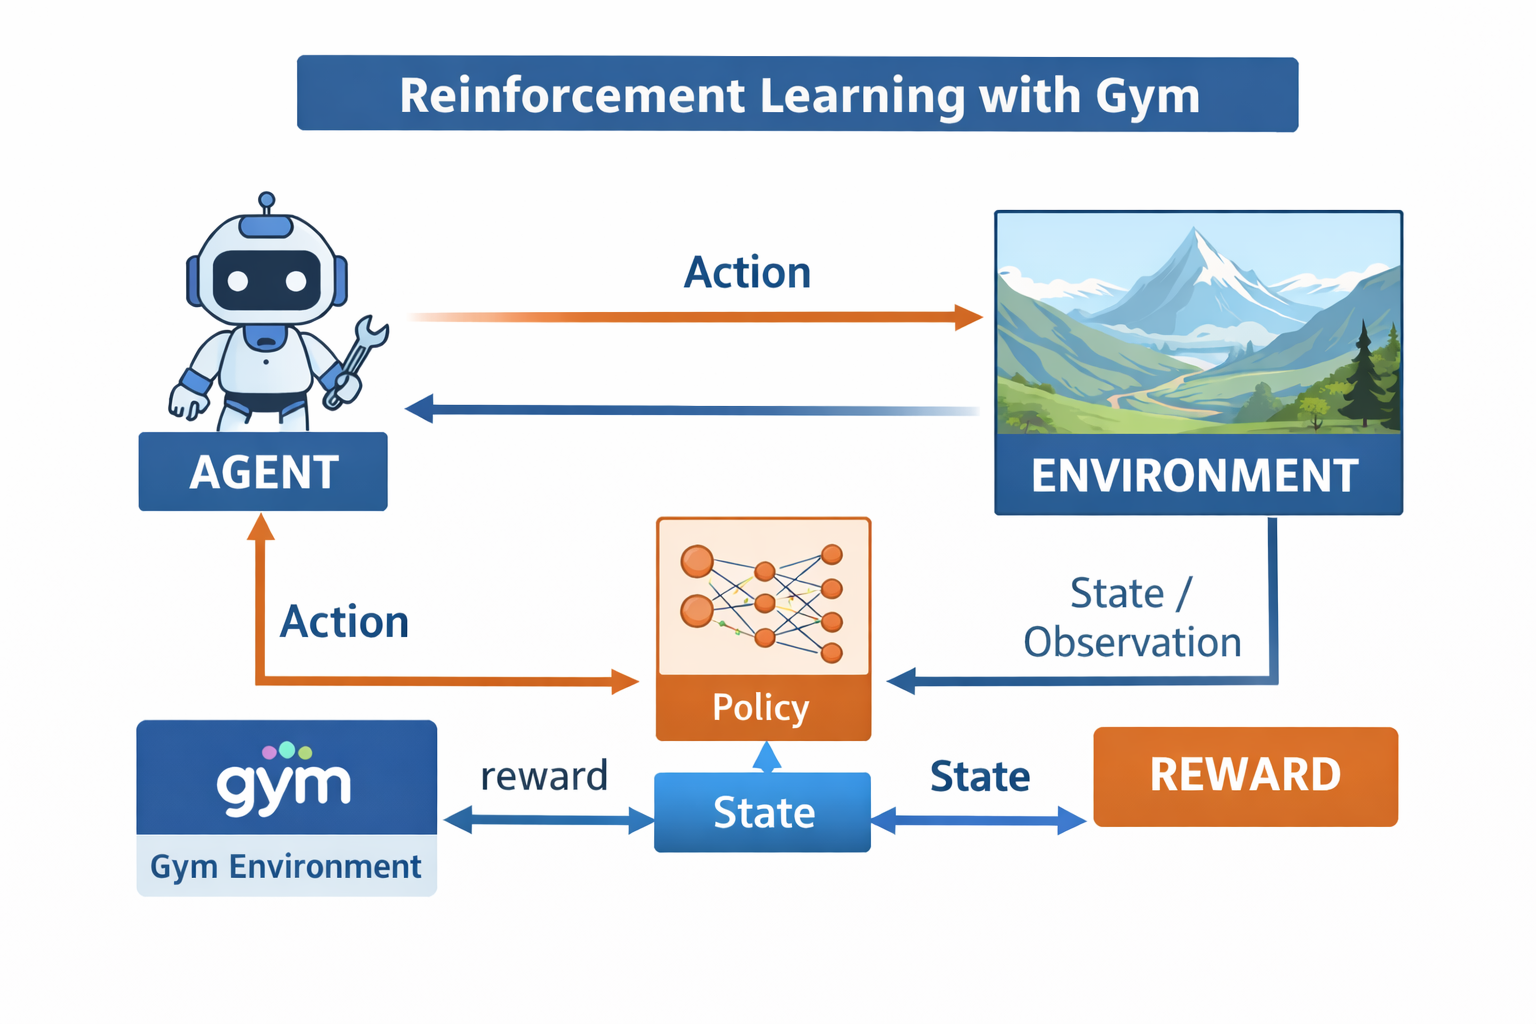 Reinforcement Learning with Gym
Action
AGENT
ENVIRONMENT
Action
State /
Observation
Policy
gym
Gym Environment
reward
State
State
REWARD